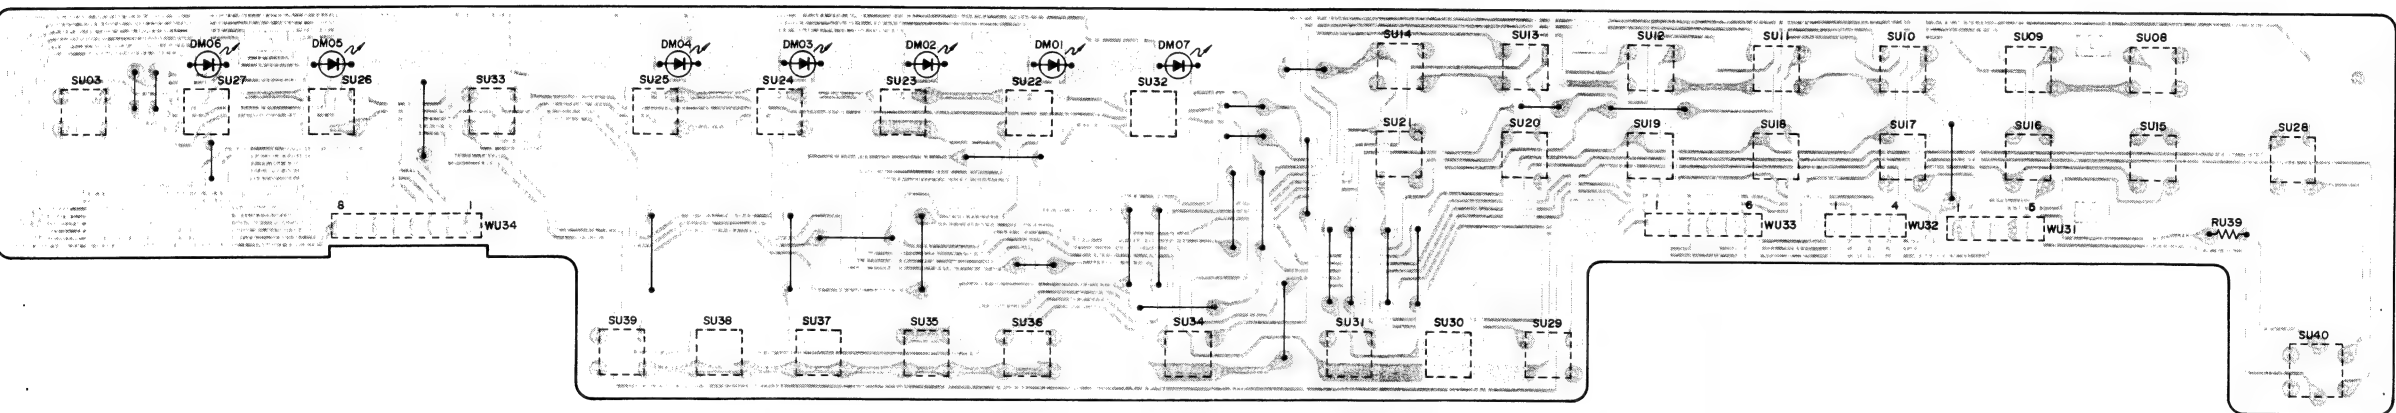 SU14 SU13 SU12 SU11 SU10 SU09 SU08
DM06 DM05 DM04 DM03 DM02 DM01 DM07
SU03 SU27 SU26 SU33 SU25 SU24 SU23 SU22 SU32
SU21 SU20 SU19 SU18 SU17 SU16 SU15 SU28
8 1 WU34
1 6 WU33 1 4 WU32 1 5 WU31 RU39
SU39 SU38 SU37 SU35 SU36 SU34 SU31 SU30 SU29
SU40